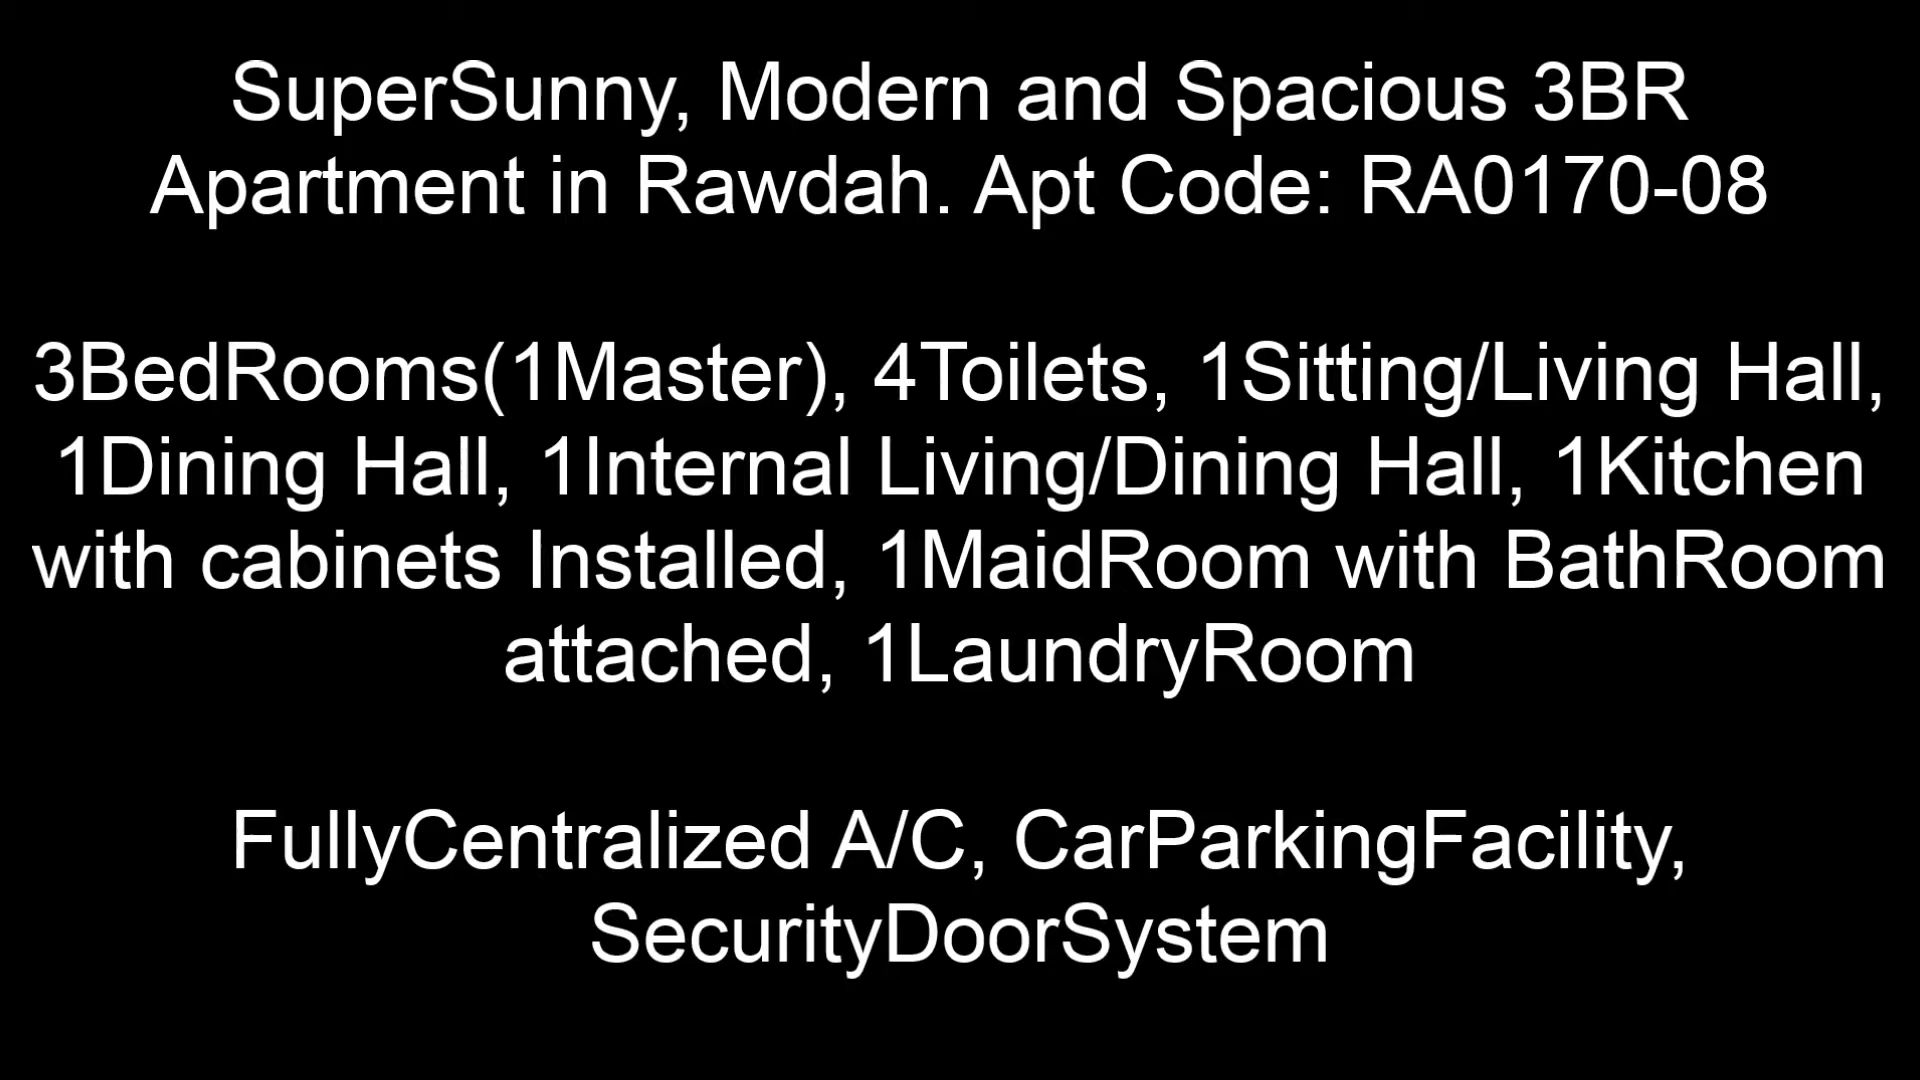 SuperSunny, Modern and Spacious 3BR
Apartment in Rawdah. Apt Code: RA0170-08
3BedRooms(1Master), 4Toilets, 1Sitting/Living Hall,
1Dining Hall, 1Internal Living/Dining Hall, 1Kitchen
with cabinets Installed, 1MaidRoom with BathRoom
attached, 1LaundryRoom
FullyCentralized A/C, CarParkingFacility,
SecurityDoorSystem